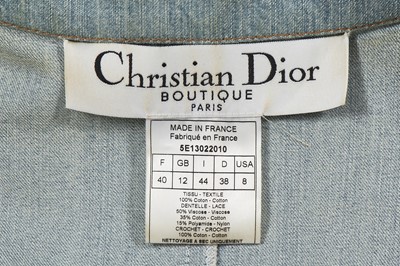 Christian Dior
BOUTIQUE
PARIS
MADE IN FRANCE
Fabriqué en France
5E13022010
F GB I D USA
40 12 44 38 8
TISSU - TEXTILE
100% Coton - Cotton
DENTELLE - LACE
50% Viscose - Viscose
35% Coton - Cotton
15% Polyamide - Nylon
CROCHET - CROCHET
100% Coton - Cotton
NETTOYAGE A SEC UNIQUEMENT